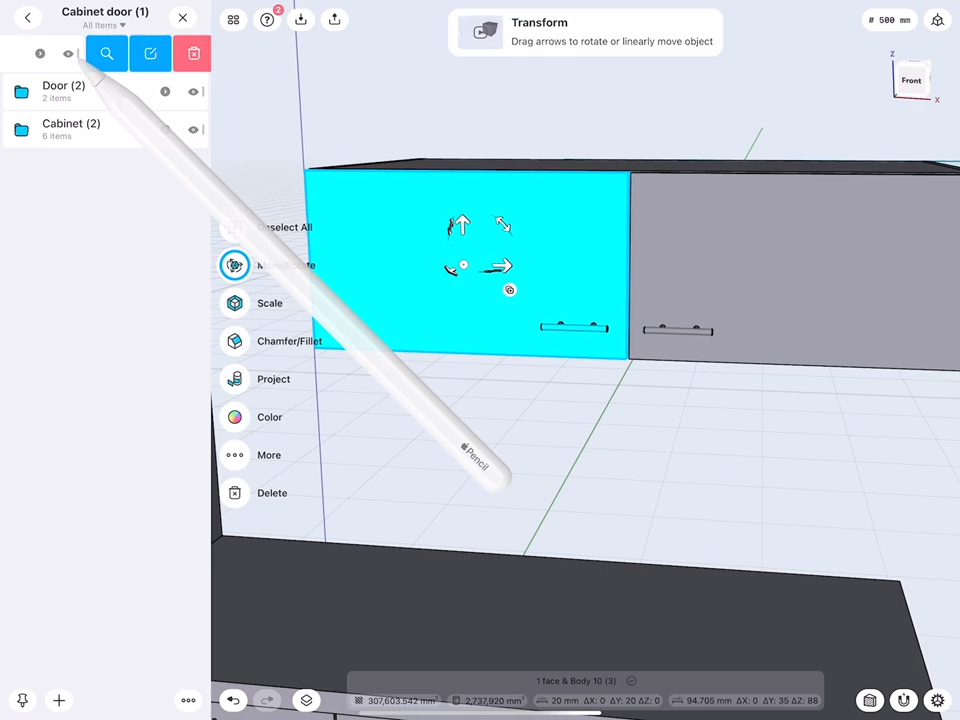 Cabinet door (1)
All Items ▾
Door (2)
2 items
Cabinet (2)
6 items
2
Transform
Drag arrows to rotate or linearly move object
# 500 mm
Z
Front
X
Deselect All
Move/Rotate
Scale
Chamfer/Fillet
Project
Color
More
Delete
Pencil
1 face & Body 10 (3)
307,603.542 mm²
2,737,920 mm³
20 mm ΔX: 0 ΔY: 20 ΔZ: 0
94.705 mm ΔX: 0 ΔY: 35 ΔZ: 88